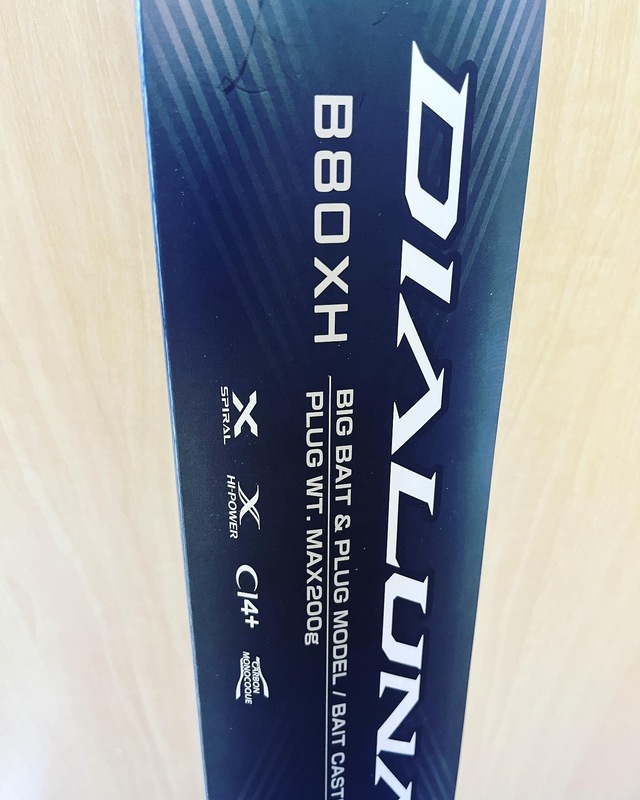 DIALUNA
B80XH
BIG BAIT & PLUG MODEL / BAIT CAST
PLUG WT. MAX200g
X SPIRAL
X HI-POWER
CI4+
CARBON MONOCOQUE